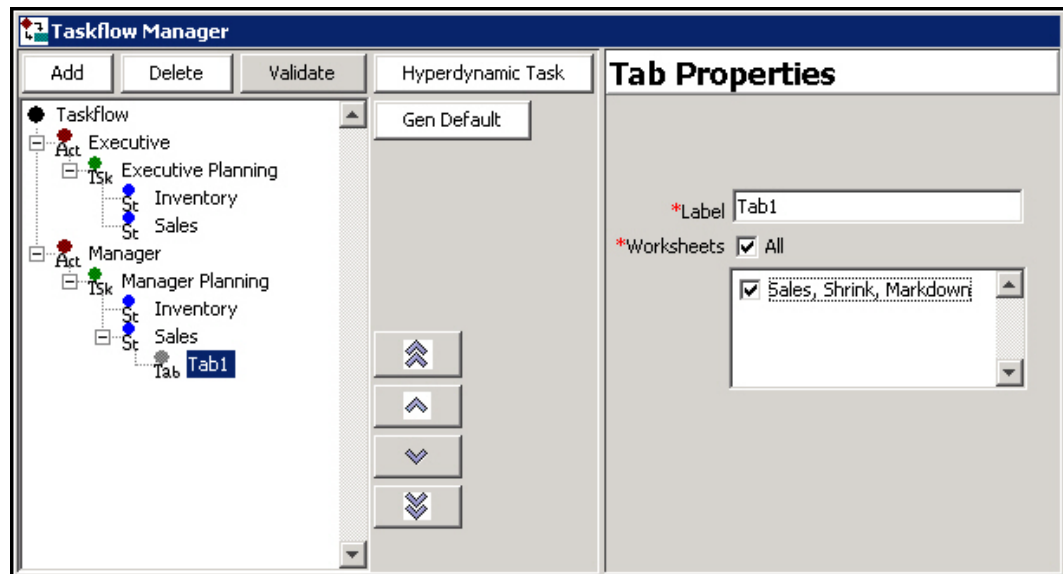 Taskflow Manager
Add Delete Validate Hyperdynamic Task
Gen Default
Taskflow
Act Executive
Tsk Executive Planning
St Inventory
St Sales
Act Manager
Tsk Manager Planning
St Inventory
St Sales
Tab Tab1
Tab Properties
*Label Tab1
*Worksheets All
Sales, Shrink, Markdown